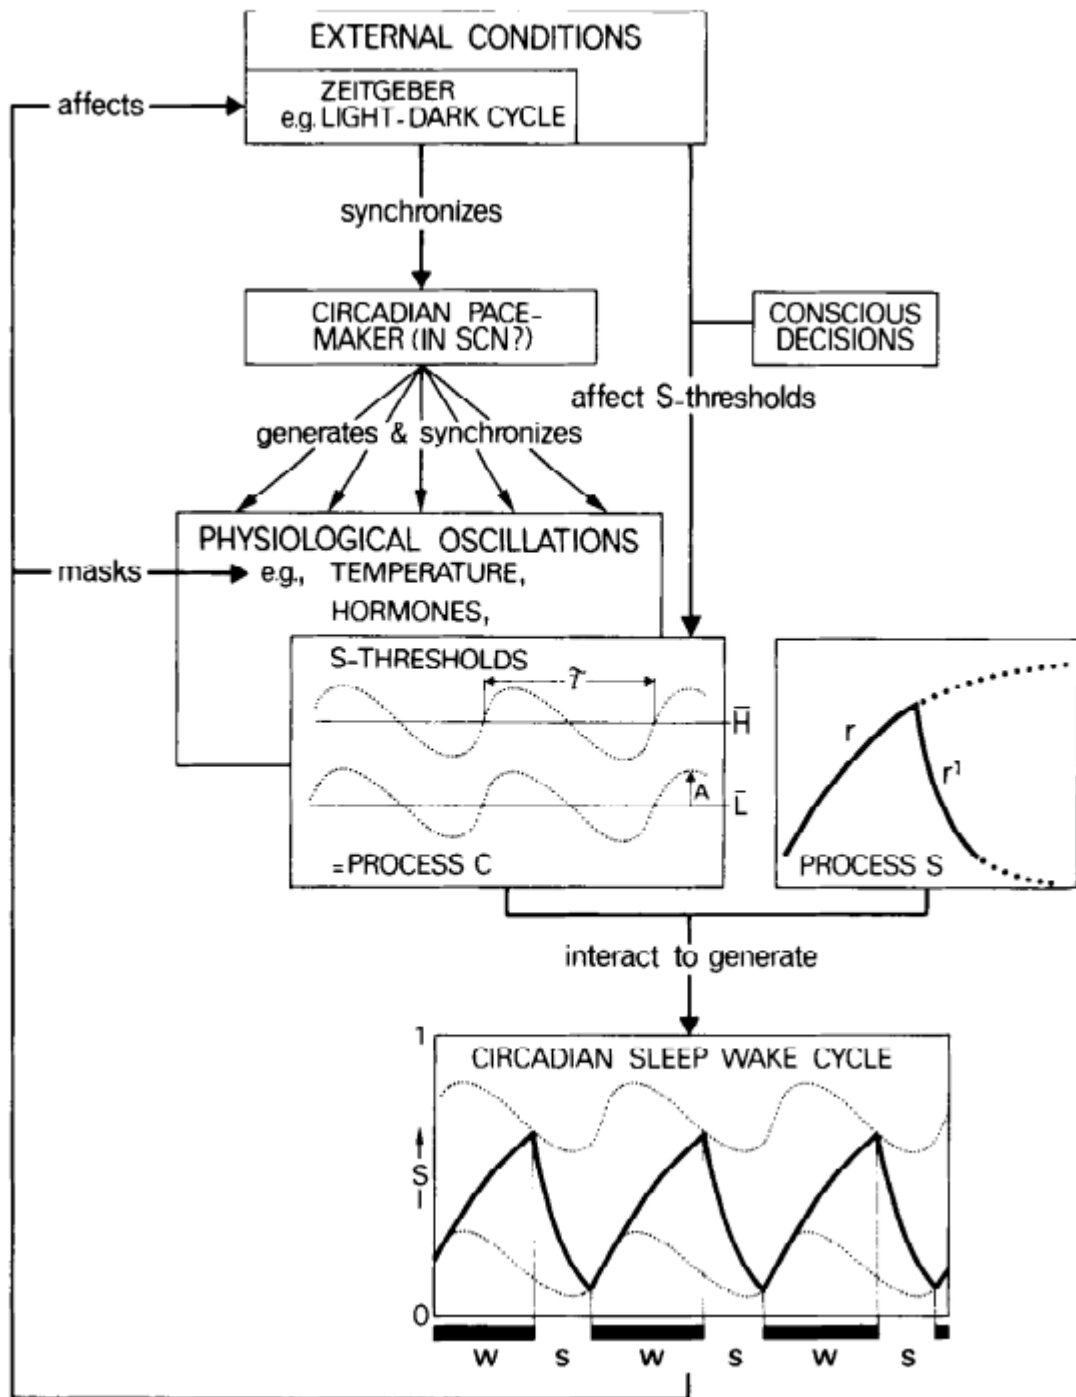 EXTERNAL CONDITIONS
affects
ZEITGEBER
e.g. LIGHT-DARK CYCLE
synchronizes
CIRCADIAN PACE-
MAKER (IN SCN?)
CONSCIOUS
DECISIONS
affect S-thresholds
generates & synchronizes
PHYSIOLOGICAL OSCILLATIONS
masks
e.g., TEMPERATURE,
HORMONES,
S-THRESHOLDS
τ
H̅
r
r'
A
L̅
=PROCESS C
PROCESS S
interact to generate
1
CIRCADIAN SLEEP WAKE CYCLE
S
0
w s w s w s